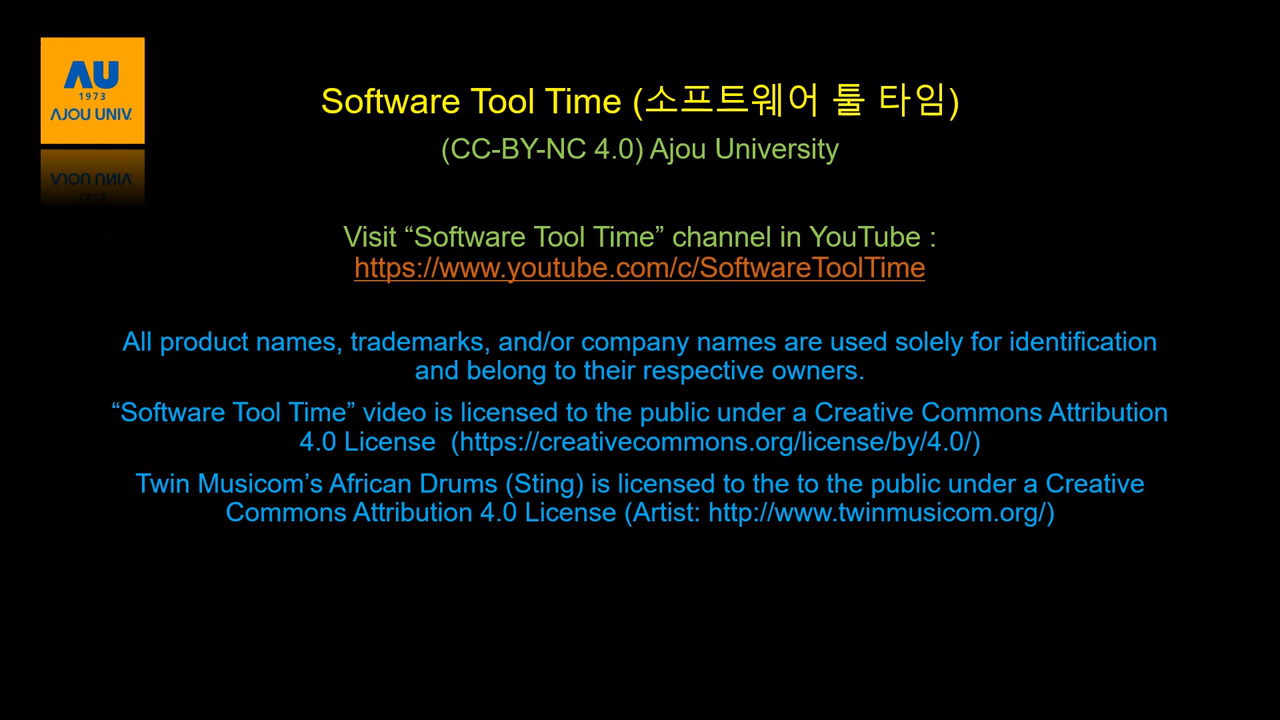 AU
1973
AJOU UNIV.
Software Tool Time (소프트웨어 툴 타임)
(CC-BY-NC 4.0) Ajou University
Visit “Software Tool Time” channel in YouTube :
https://www.youtube.com/c/SoftwareToolTime
All product names, trademarks, and/or company names are used solely for identification
and belong to their respective owners.
“Software Tool Time” video is licensed to the public under a Creative Commons Attribution
4.0 License  (https://creativecommons.org/license/by/4.0/)
Twin Musicom’s African Drums (Sting) is licensed to the to the public under a Creative
Commons Attribution 4.0 License (Artist: http://www.twinmusicom.org/)